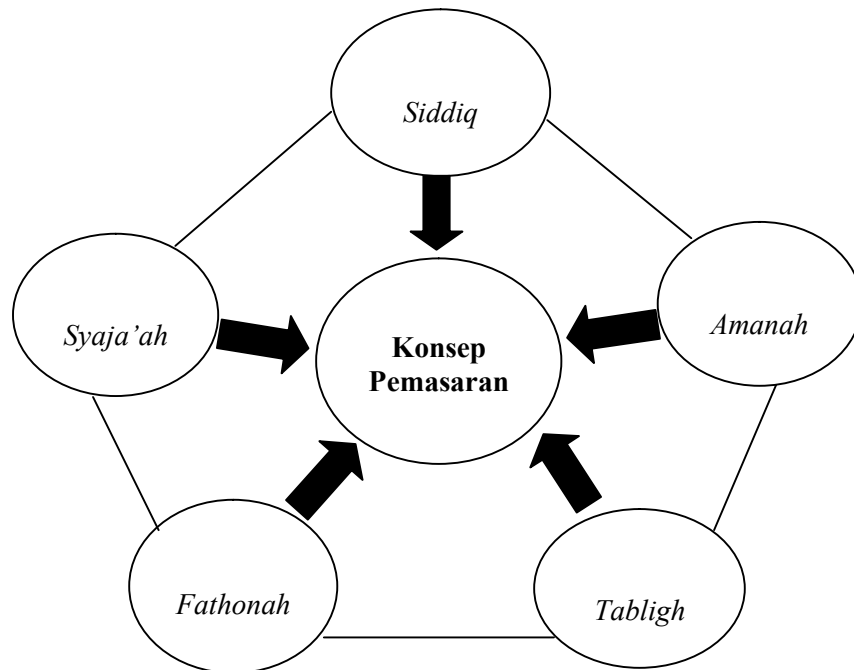 Siddiq
Syaja’ah
Konsep
Pemasaran
Amanah
Fathonah
Tabligh